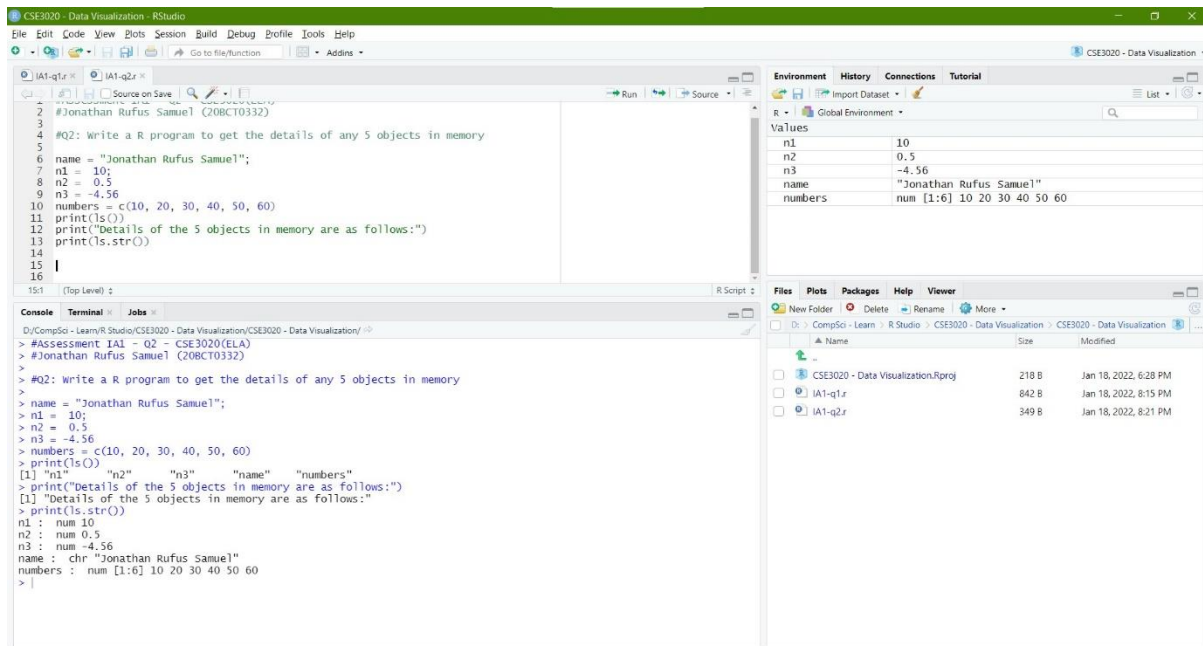 CSE3020 - Data Visualization - RStudio
File Edit Code View Plots Session Build Debug Profile Tools Help
Go to file/function Addins
CSE3020 - Data Visualization
IA1-q1.r IA1-q2.r
Source on Save Run Source
1 #Assessment IA1 - Q2 - CSE3020(ELA)
2 #Jonathan Rufus Samuel (20BCT0332)
3
4 #Q2: Write a R program to get the details of any 5 objects in memory
5
6 name = "Jonathan Rufus Samuel";
7 n1 = 10;
8 n2 = 0.5
9 n3 = -4.56
10 numbers = c(10, 20, 30, 40, 50, 60)
11 print(ls())
12 print("Details of the 5 objects in memory are as follows:")
13 print(ls.str())
14
15
16
15:1 (Top Level) R Script
Console Terminal Jobs
D:/CompSci - Learn/R Studio/CSE3020 - Data Visualization/CSE3020 - Data Visualization/
> #Assessment IA1 - Q2 - CSE3020(ELA)
> #Jonathan Rufus Samuel (20BCT0332)
>
> #Q2: Write a R program to get the details of any 5 objects in memory
>
> name = "Jonathan Rufus Samuel";
> n1 = 10;
> n2 = 0.5
> n3 = -4.56
> numbers = c(10, 20, 30, 40, 50, 60)
> print(ls())
[1] "n1" "n2" "n3" "name" "numbers"
> print("Details of the 5 objects in memory are as follows:")
[1] "Details of the 5 objects in memory are as follows:"
> print(ls.str())
n1 : num 10
n2 : num 0.5
n3 : num -4.56
name : chr "Jonathan Rufus Samuel"
numbers : num [1:6] 10 20 30 40 50 60
>
Environment History Connections Tutorial
Import Dataset List
R Global Environment
Values
n1 10
n2 0.5
n3 -4.56
name "Jonathan Rufus Samuel"
numbers num [1:6] 10 20 30 40 50 60
Files Plots Packages Help Viewer
New Folder Delete Rename More
D: CompSci - Learn R Studio CSE3020 - Data Visualization CSE3020 - Data Visualization ...
Name Size Modified
..
CSE3020 - Data Visualization.Rproj 218 B Jan 18, 2022, 6:28 PM
IA1-q1.r 842 B Jan 18, 2022, 8:15 PM
IA1-q2.r 349 B Jan 18, 2022, 8:21 PM